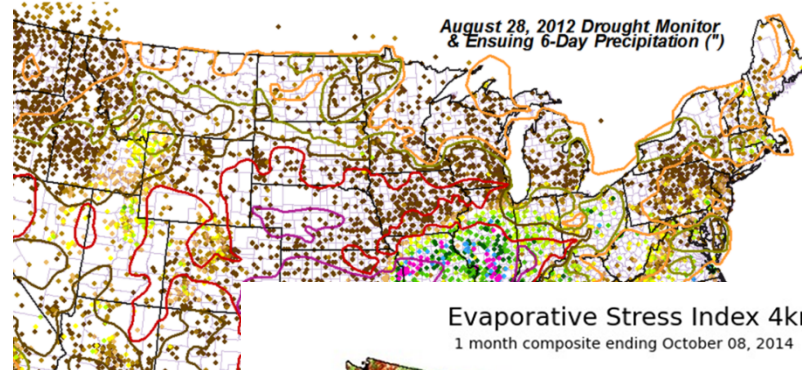 August 28, 2012 Drought Monitor
& Ensuing 6-Day Precipitation (")
Evaporative Stress Index 4k
1 month composite ending October 08, 2014